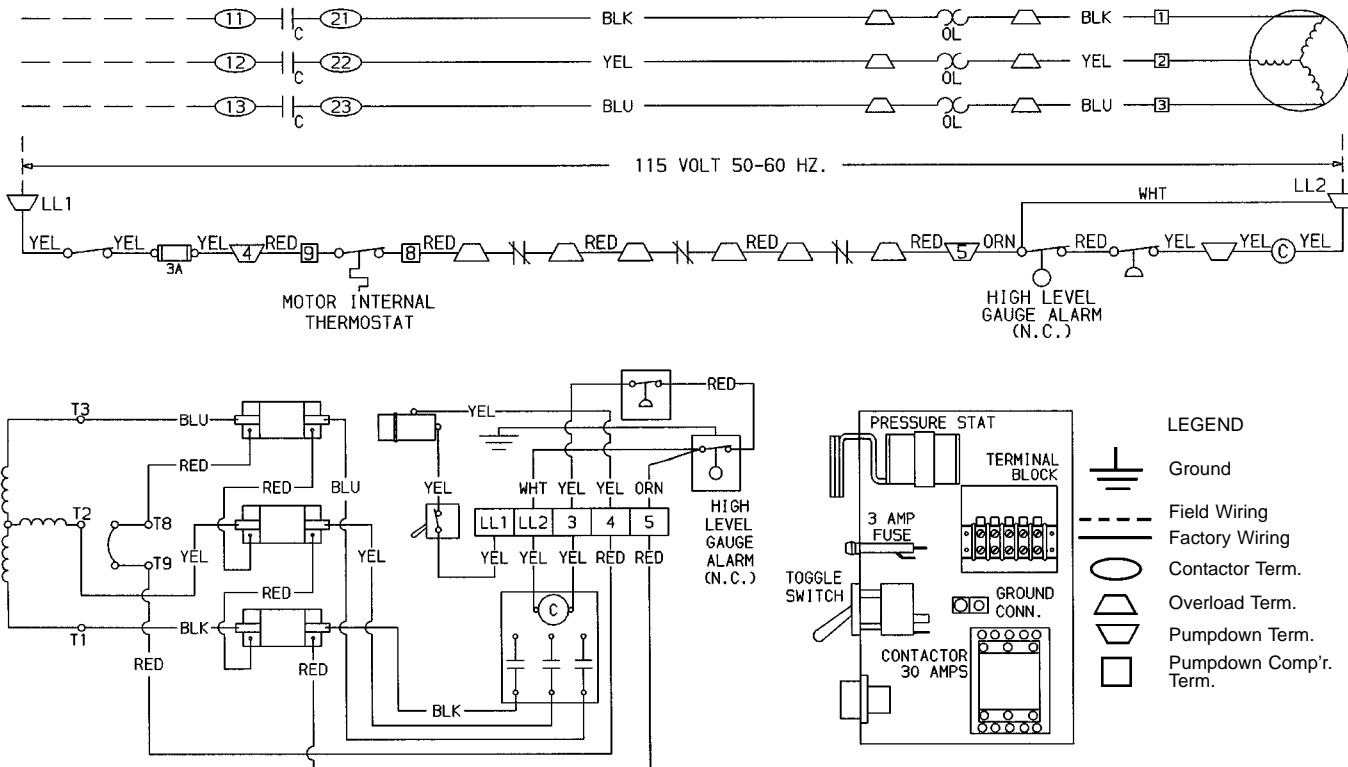 11 C 21 BLK OL BLK 1
12 C 22 YEL OL YEL 2
13 C 23 BLU OL BLU 3
115 VOLT 50-60 HZ.
LL1
WHT LL2
YEL YEL 3A YEL 4 RED 9 8 RED RED RED RED 5 ORN RED YEL YEL C YEL
MOTOR INTERNAL
THERMOSTAT
HIGH LEVEL
GAUGE ALARM
(N.C.)
T3 BLU
RED
RED
BLU
T2
T8
YEL
T9
YEL
RED
T1 BLK
RED
RED
BLK
YEL
YEL
RED
WHT YEL YEL ORN
LL1 LL2 3 4 5
YEL YEL YEL RED RED
C
HIGH
LEVEL
GAUGE
ALARM
(N.C.)
PRESSURE STAT
TERMINAL
BLOCK
3 AMP
FUSE
TOGGLE
SWITCH
GROUND
CONN.
CONTACTOR
30 AMPS
LEGEND
Ground
Field Wiring
Factory Wiring
Contactor Term.
Overload Term.
Pumpdown Term.
Pumpdown Comp'r.
Term.